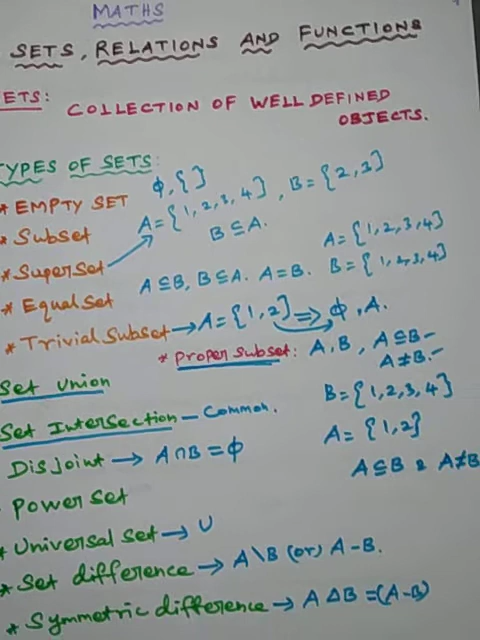 MATHS
SETS, RELATIONS AND FUNCTIONS
ETS: COLLECTION OF WELL DEFINED
OBJECTS.
TYPES OF SETS:
* EMPTY SET ϕ, { }
* Subset A = {1, 2, 3, 4}, B = {2, 3}
B ⊆ A.
* Superset A = {1, 2, 3, 4}
* Equal Set A ⊆ B, B ⊆ A. A = B. B = {1, 2, 3, 4}
* Trivial Subset → A = {1, 2} ⇒ ϕ, A.
* Proper Subset: A, B, A ⊆ B -
A ≠ B. -
Set Union B = {1, 2, 3, 4}
Set Intersection - Common. A = {1, 2}
Disjoint → A ∩ B = ϕ A ⊆ B & A ≠ B
Power Set
* Universal Set → U
* Set difference → A \ B (or) A - B.
* Symmetric difference → A Δ B = (A - B)